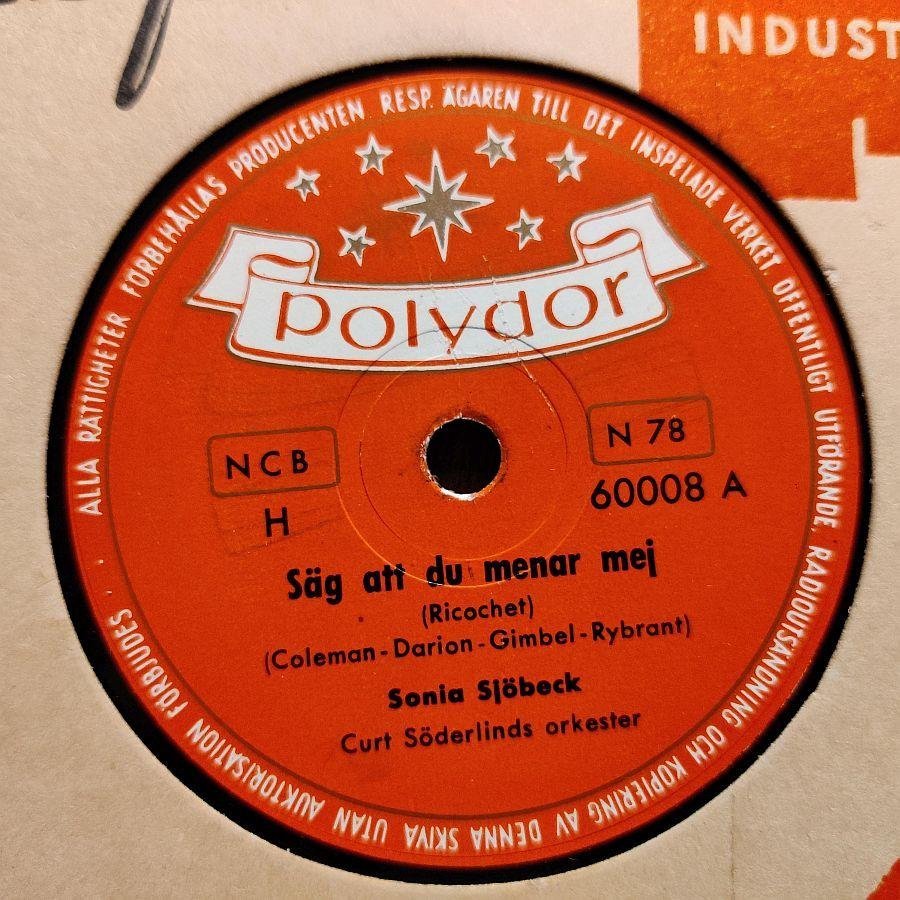 INDUST
ALLA RÄTTIGHETER FÖRBEHÅLLAS PRODUCENTEN RESP. ÄGAREN TILL DET INSPELADE VERKET. OFFENTLIGT UTFÖRANDE, RADIOUTSÄNDNING OCH KOPIERING AV DENNA SKIVA UTAN AUKTORISATION FÖRBJUDES.
polydor
NCB
N 78
H
60008 A
Säg att du menar mej
(Ricochet)
(Coleman-Darion-Gimbel-Rybrant)
Sonia Sjöbeck
Curt Söderlinds orkester